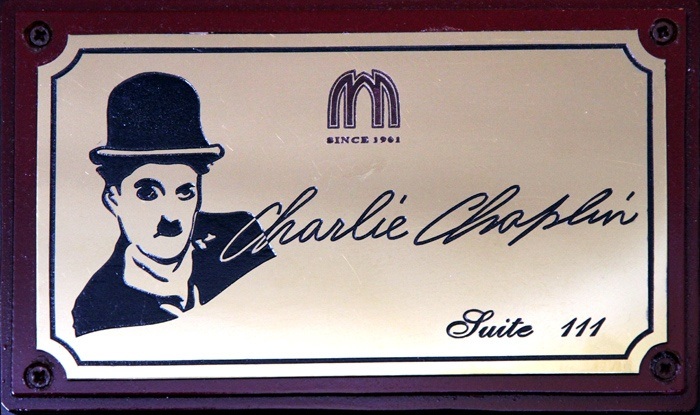 SINCE 1961
Charlie Chaplin
Suite 111